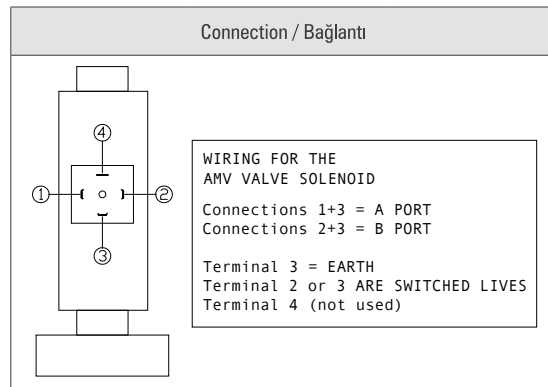 Connection / Bağlantı
④
① ②
③
WIRING FOR THE
AMV VALVE SOLENOID
Connections 1+3 = A PORT
Connections 2+3 = B PORT
Terminal 3 = EARTH
Terminal 2 or 3 ARE SWITCHED LIVES
Terminal 4 (not used)